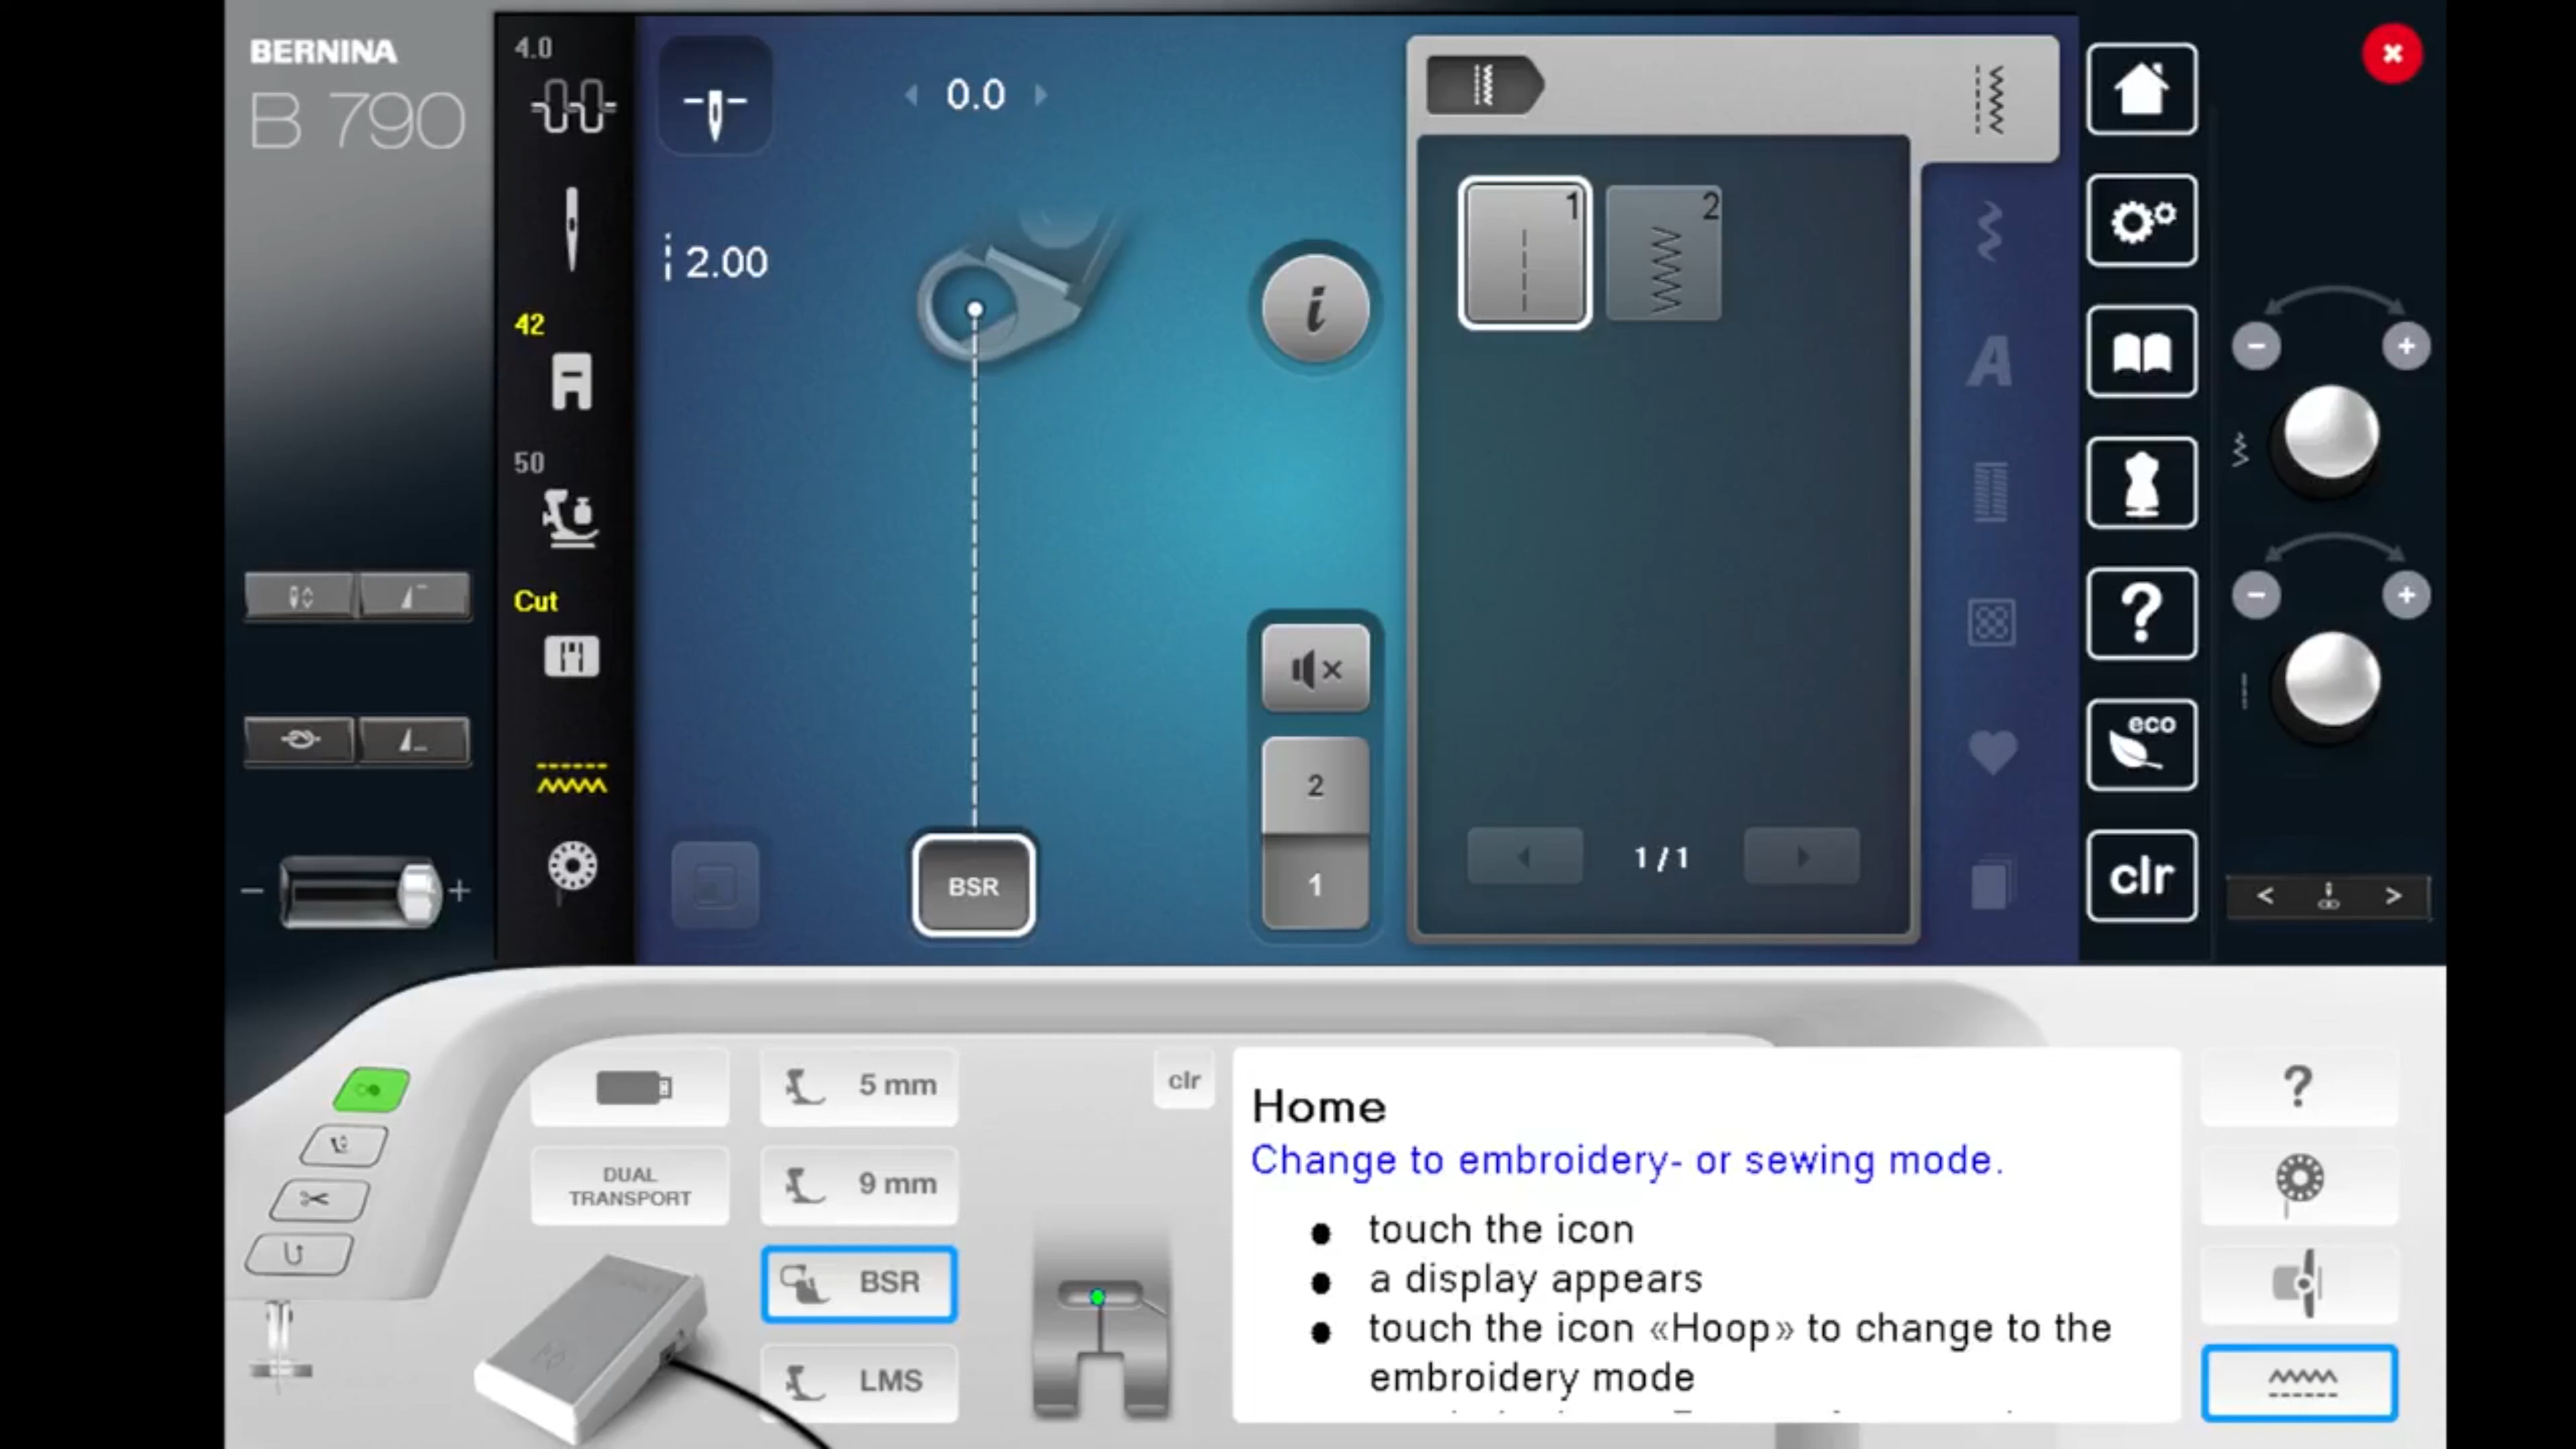 BERNINA
B 790
4.0
42
50
Cut
0.0
2.00
i
BSR
2
1
1
2
1/1
A
?
eco
clr
5 mm
9 mm
BSR
LMS
DUAL
TRANSPORT
clr
Home
Change to embroidery- or sewing mode.
● touch the icon
● a display appears
● touch the icon «Hoop» to change to the
embroidery mode
?